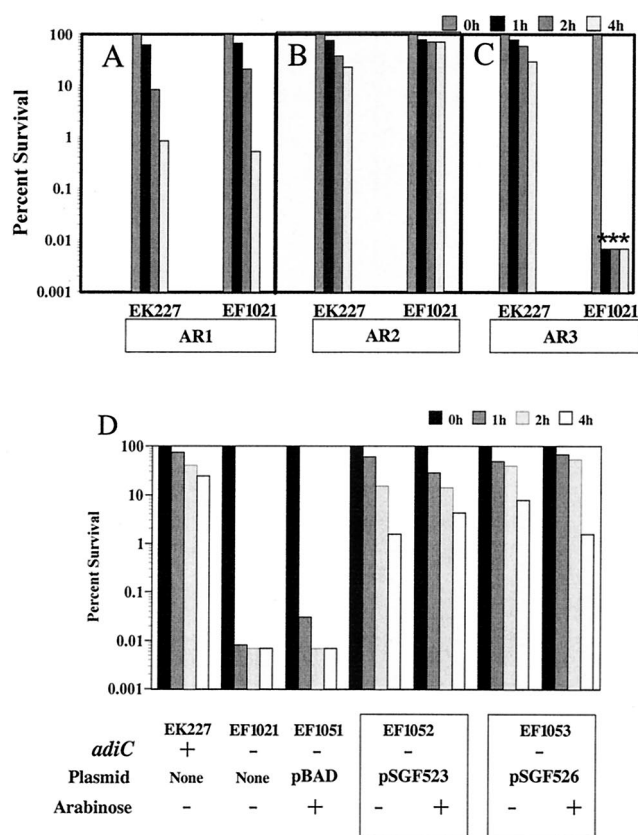 0h 1h 2h 4h
A B C
Percent Survival
100
10
1
0.1
0.01
0.001
***
EK227 EF1021 EK227 EF1021 EK227 EF1021
AR1 AR2 AR3
D
0h 1h 2h 4h
Percent Survival
100
10
1
0.1
0.01
0.001
EK227 EF1021 EF1051 EF1052 EF1053
adiC + - - - -
Plasmid None None pBAD pSGF523 pSGF526
Arabinose - - + - + - +